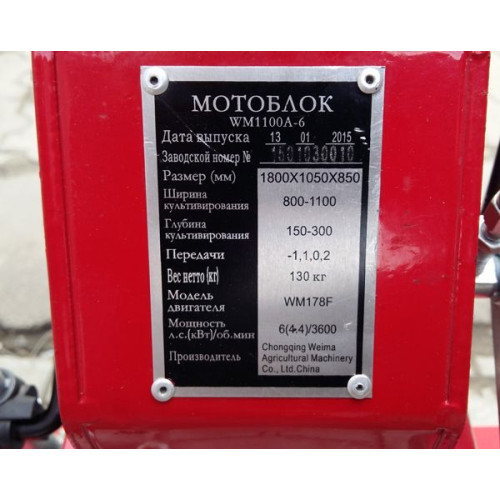 МОТОБЛОК
WM1100A-6
Дата выпуска 13 01 2015
Заводской номер № 1501030010
Размер (мм) 1800X1050X850
Ширина
культивирования 800-1100
Глубина
культивирования 150-300
Передачи -1,1,0,2
Вес нетто (кг) 130 кг
Модель
двигателя WM178F
Мощность
л.с.(кВт)/об.мин 6(4.4)/3600
Производитель Chongqing Weima
Agricultural Machinery
Co., Ltd.China